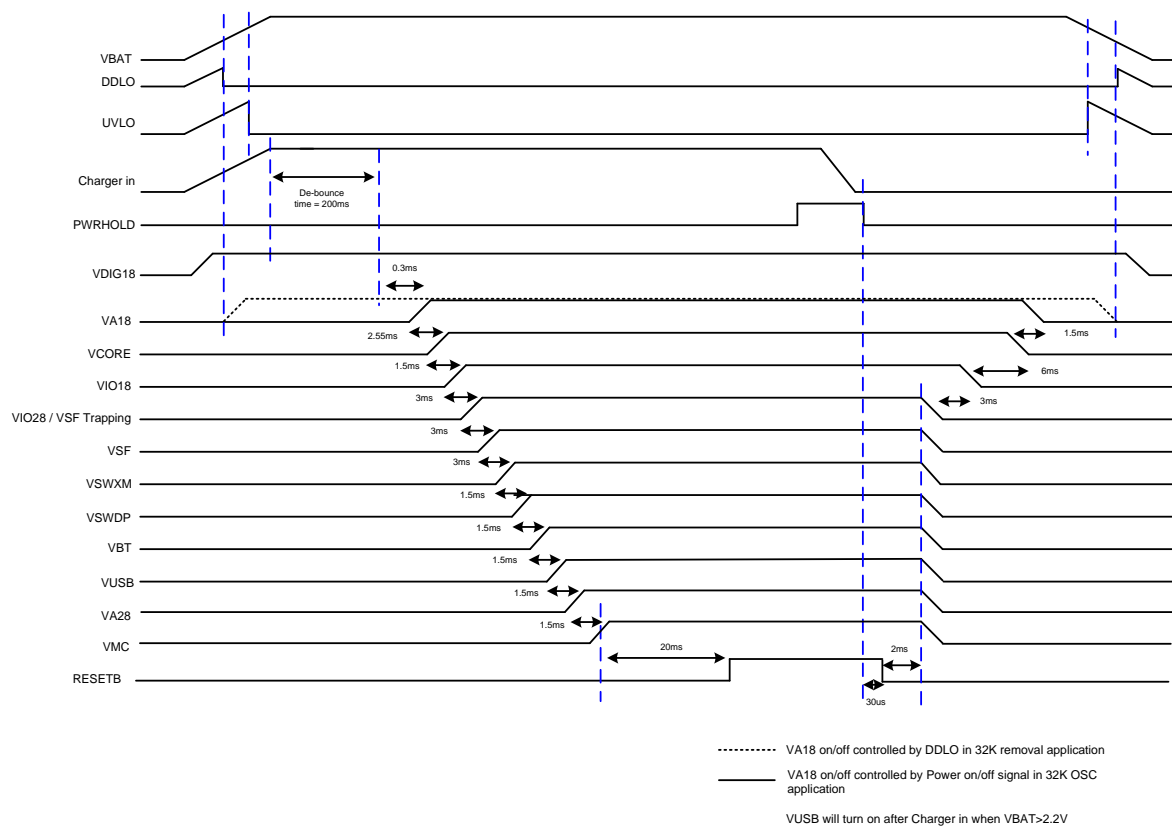 VBAT
DDLO
UVLO
Charger in
De-bounce
time = 200ms
PWRHOLD
VDIG18
0.3ms
VA18
2.55ms
1.5ms
VCORE
1.5ms
6ms
VIO18
3ms
3ms
VIO28 / VSF Trapping
3ms
VSF
3ms
VSWXM
1.5ms
VSWDP
1.5ms
VBT
1.5ms
VUSB
1.5ms
VA28
1.5ms
VMC
20ms
2ms
RESETB
30us
VA18 on/off controlled by DDLO in 32K removal application
VA18 on/off controlled by Power on/off signal in 32K OSC
application
VUSB will turn on after Charger in when VBAT>2.2V